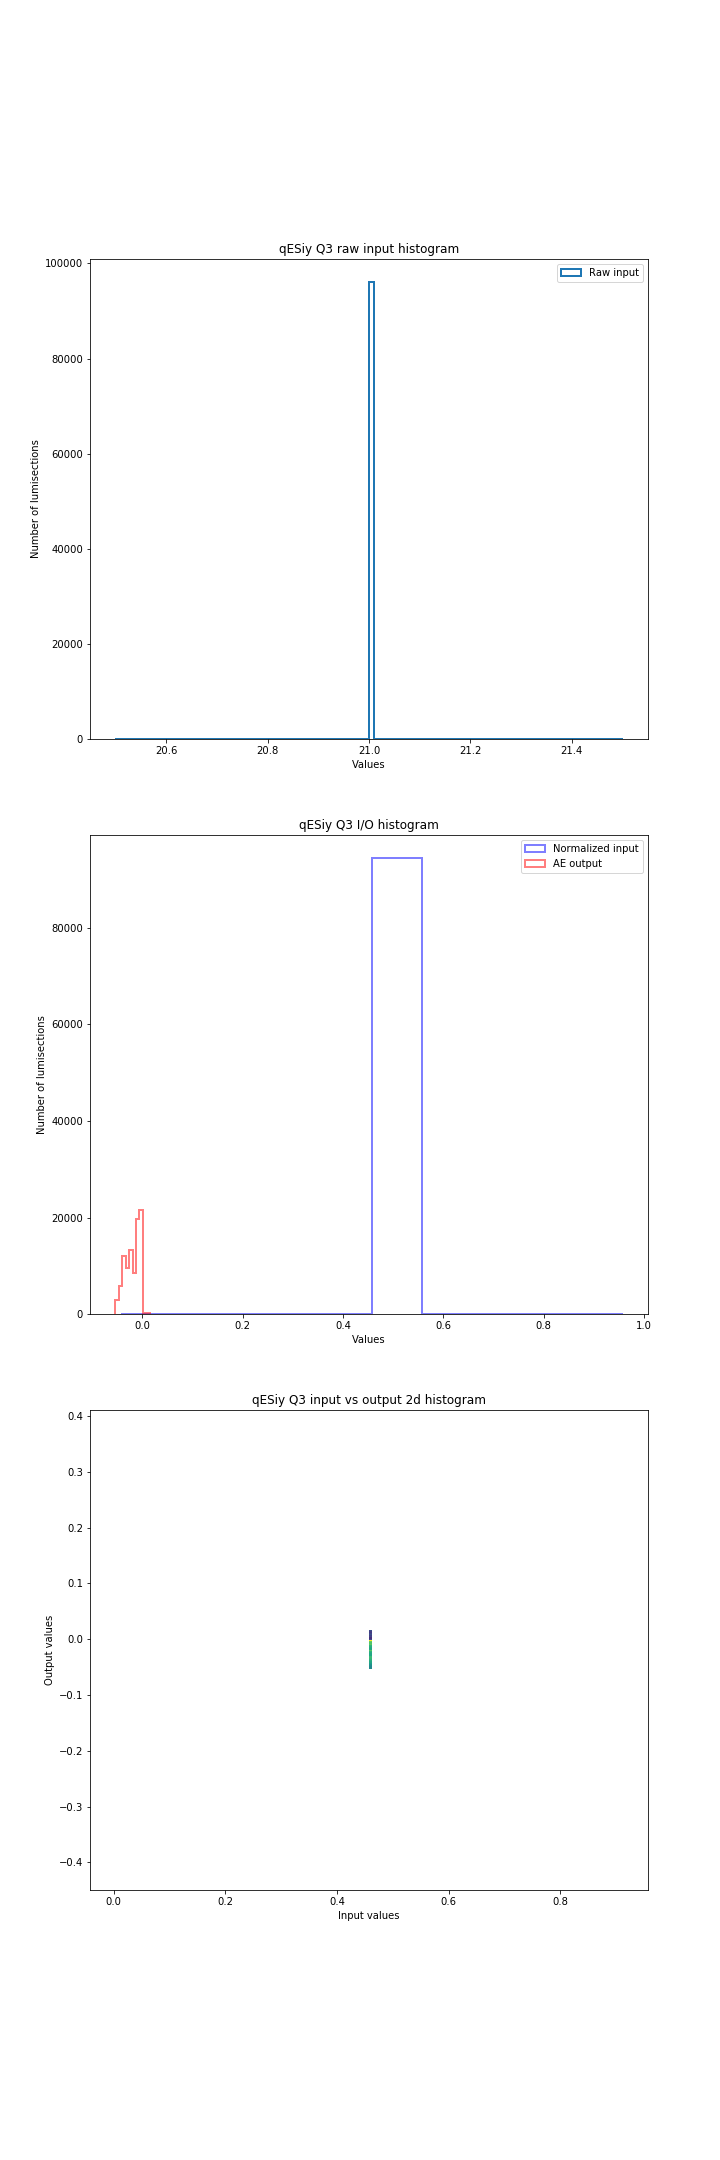 qESiy Q3 raw input histogram
100000
80000
60000
40000
20000
0
Number of lumisections
Raw input
20.6 20.8 21.0 21.2 21.4
Values
qESiy Q3 I/O histogram
80000
60000
40000
20000
0
Number of lumisections
Normalized input
AE output
0.0 0.2 0.4 0.6 0.8 1.0
Values
qESiy Q3 input vs output 2d histogram
0.4
0.3
0.2
0.1
0.0
−0.1
−0.2
−0.3
−0.4
Output values
0.0 0.2 0.4 0.6 0.8
Input values